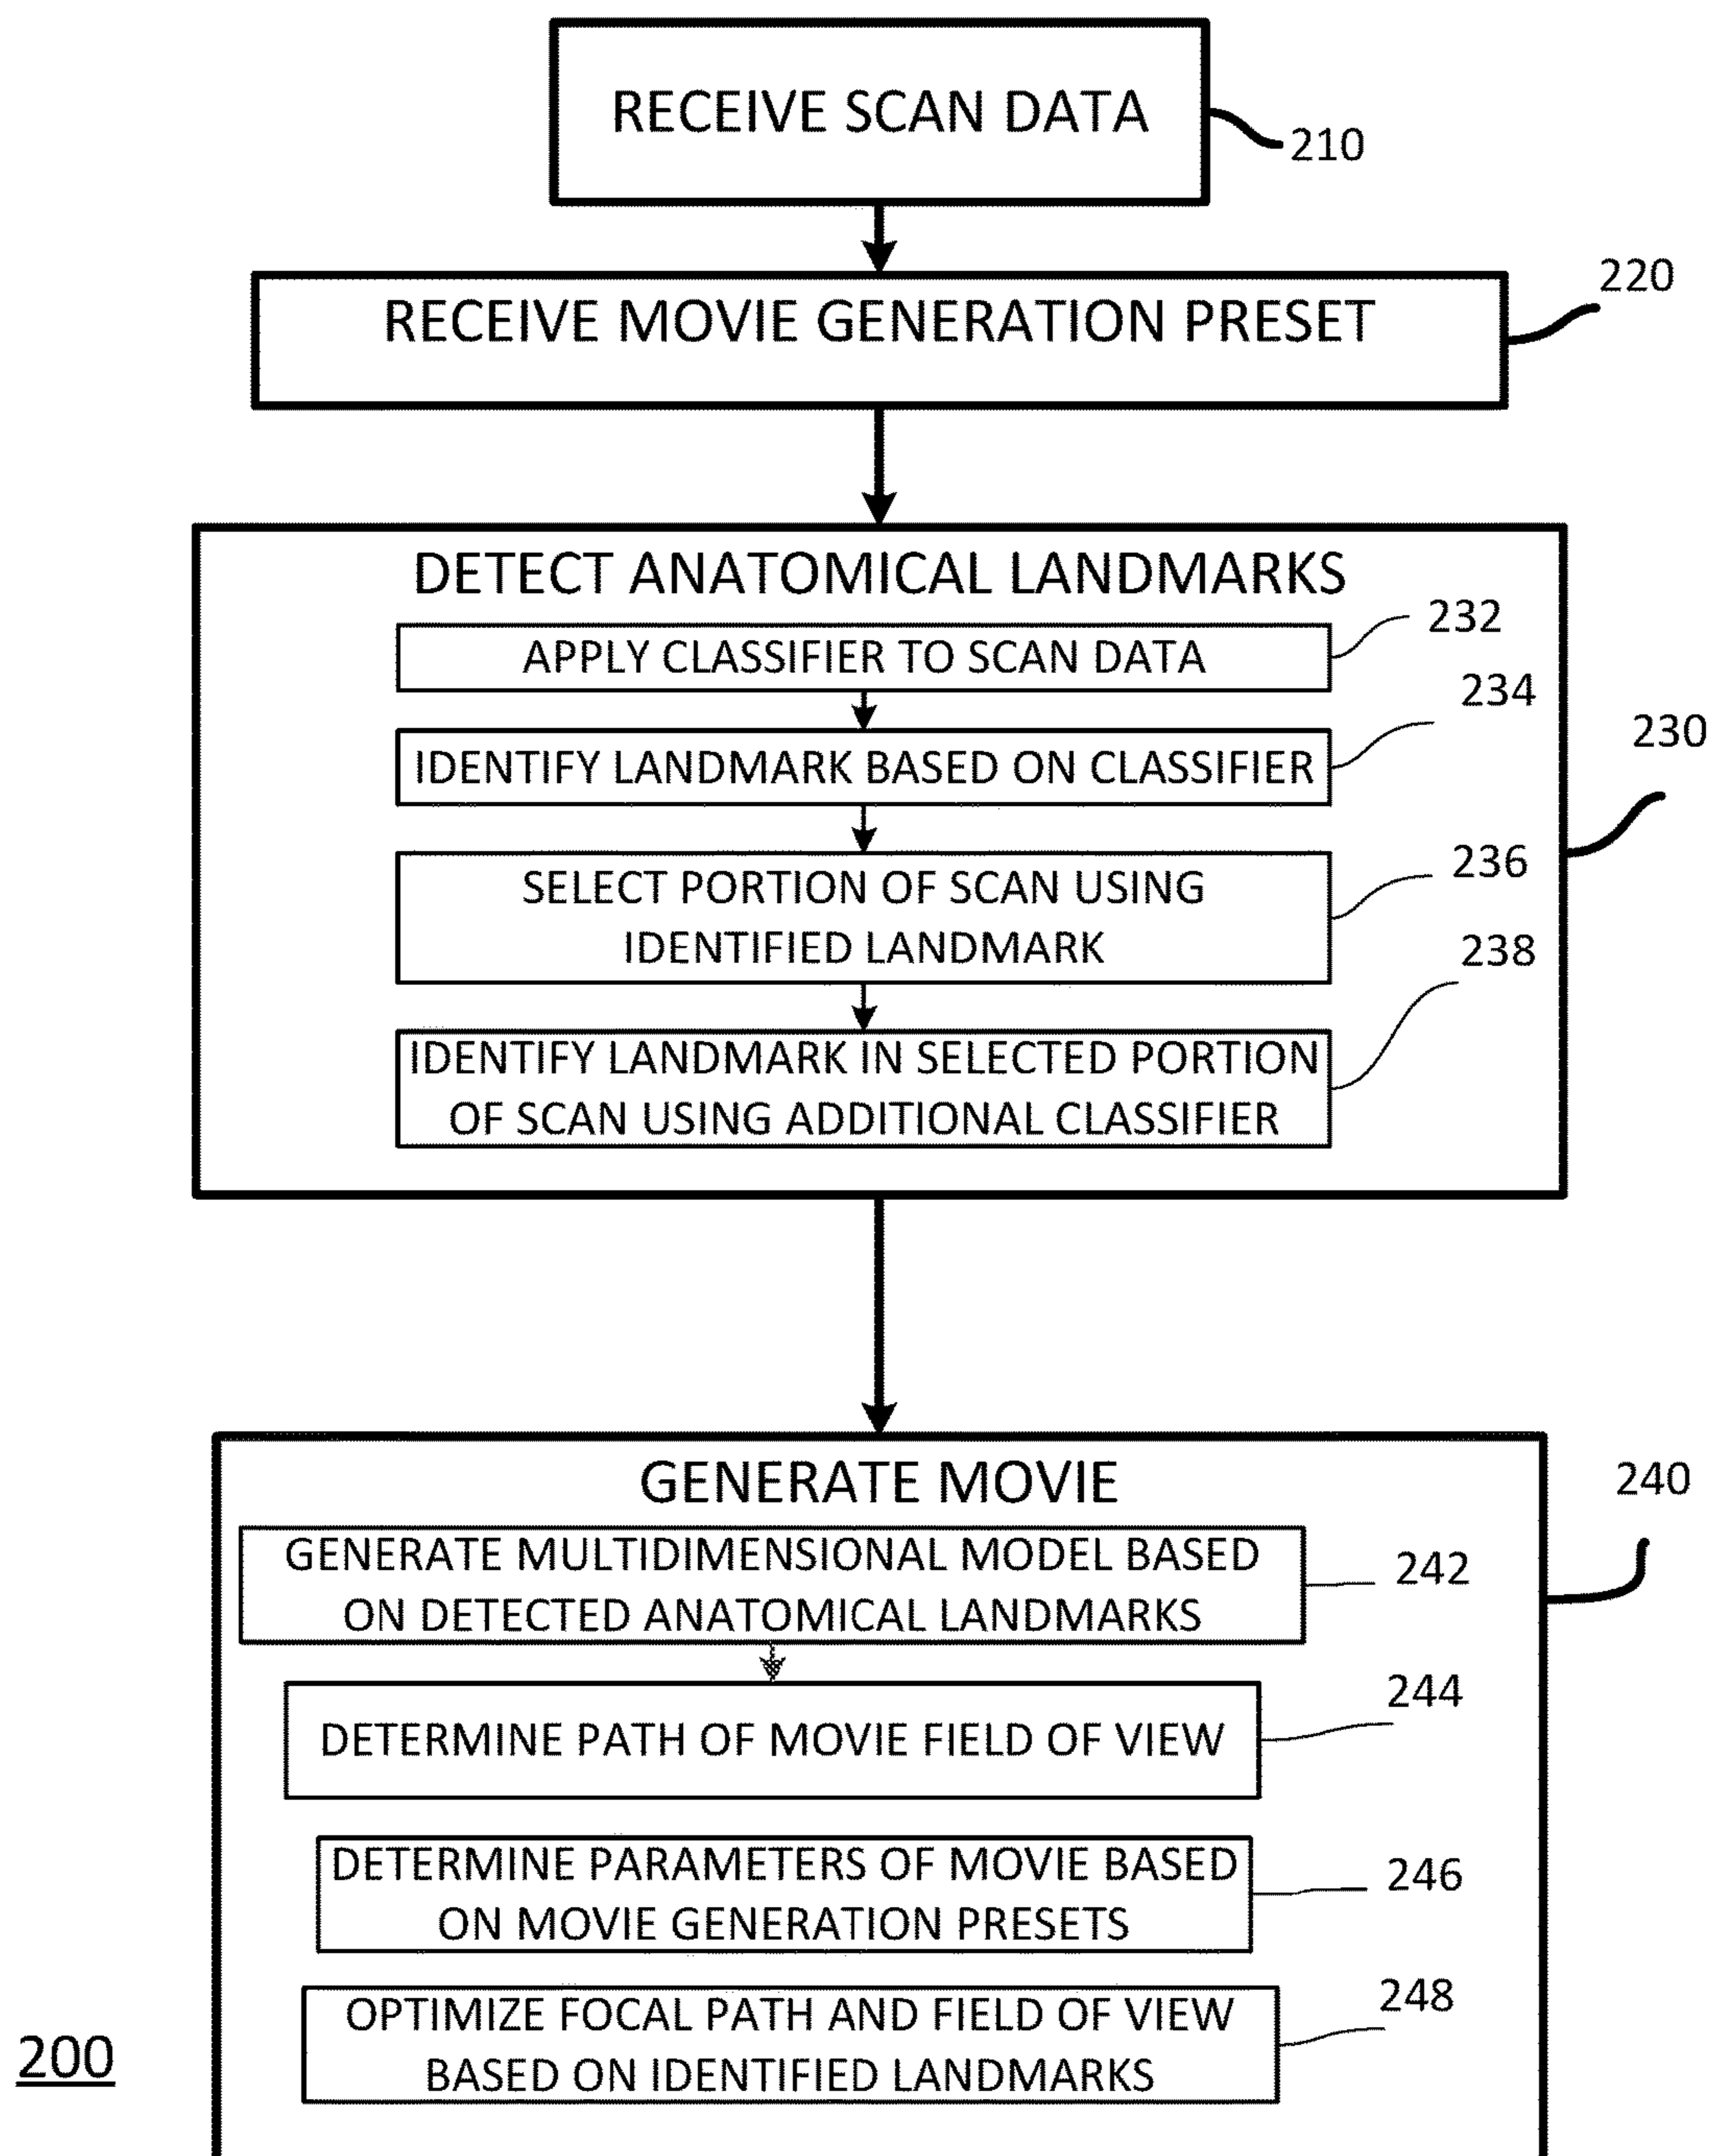 RECEIVE SCAN DATA
210
RECEIVE MOVIE GENERATION PRESET
220
DETECT ANATOMICAL LANDMARKS
APPLY CLASSIFIER TO SCAN DATA
232
IDENTIFY LANDMARK BASED ON CLASSIFIER
234
230
SELECT PORTION OF SCAN USING
IDENTIFIED LANDMARK
236
IDENTIFY LANDMARK IN SELECTED PORTION
OF SCAN USING ADDITIONAL CLASSIFIER
238
GENERATE MOVIE
240
GENERATE MULTIDIMENSIONAL MODEL BASED
ON DETECTED ANATOMICAL LANDMARKS
242
DETERMINE PATH OF MOVIE FIELD OF VIEW
244
DETERMINE PARAMETERS OF MOVIE BASED
ON MOVIE GENERATION PRESETS
246
OPTIMIZE FOCAL PATH AND FIELD OF VIEW
BASED ON IDENTIFIED LANDMARKS
248
200